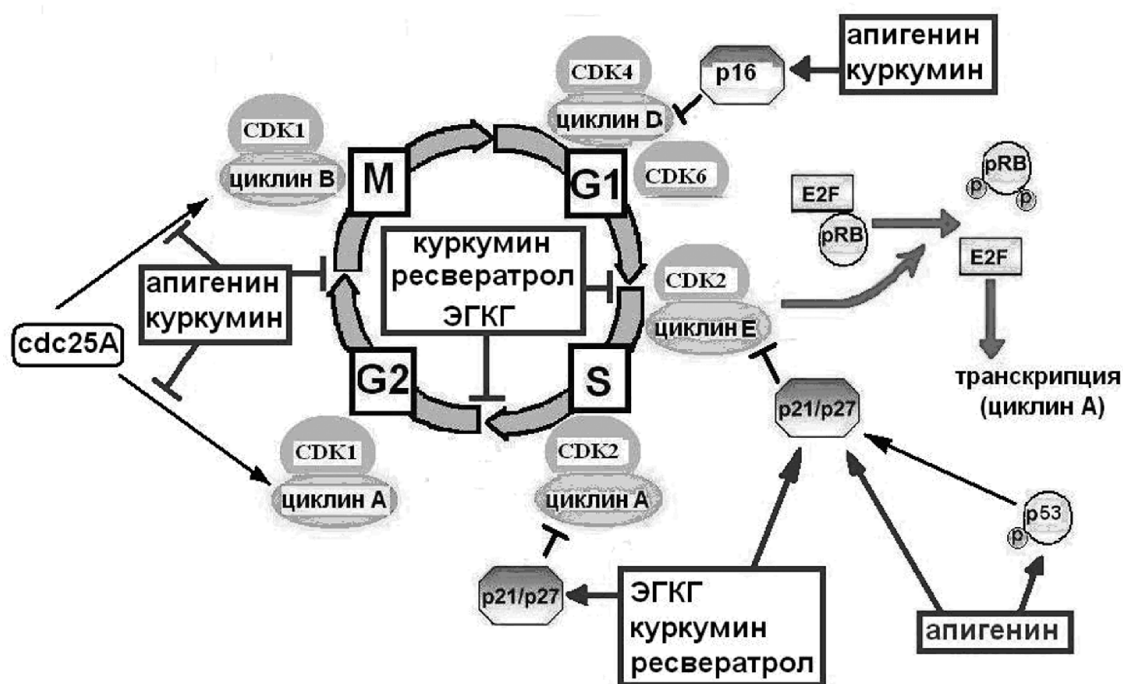 CDK4
циклин D
CDK6
p16
апигенин
куркумин
CDK1
циклин B
M
G1
E2F
pRB
pRB
p
p
E2F
куркумин
ресвератрол
ЭГКГ
апигенин
куркумин
cdc25A
CDK2
циклин E
G2
S
транскрипция
(циклин A)
p21/p27
CDK1
циклин A
CDK2
циклин A
p53
p
p21/p27
ЭГКГ
куркумин
ресвератрол
апигенин